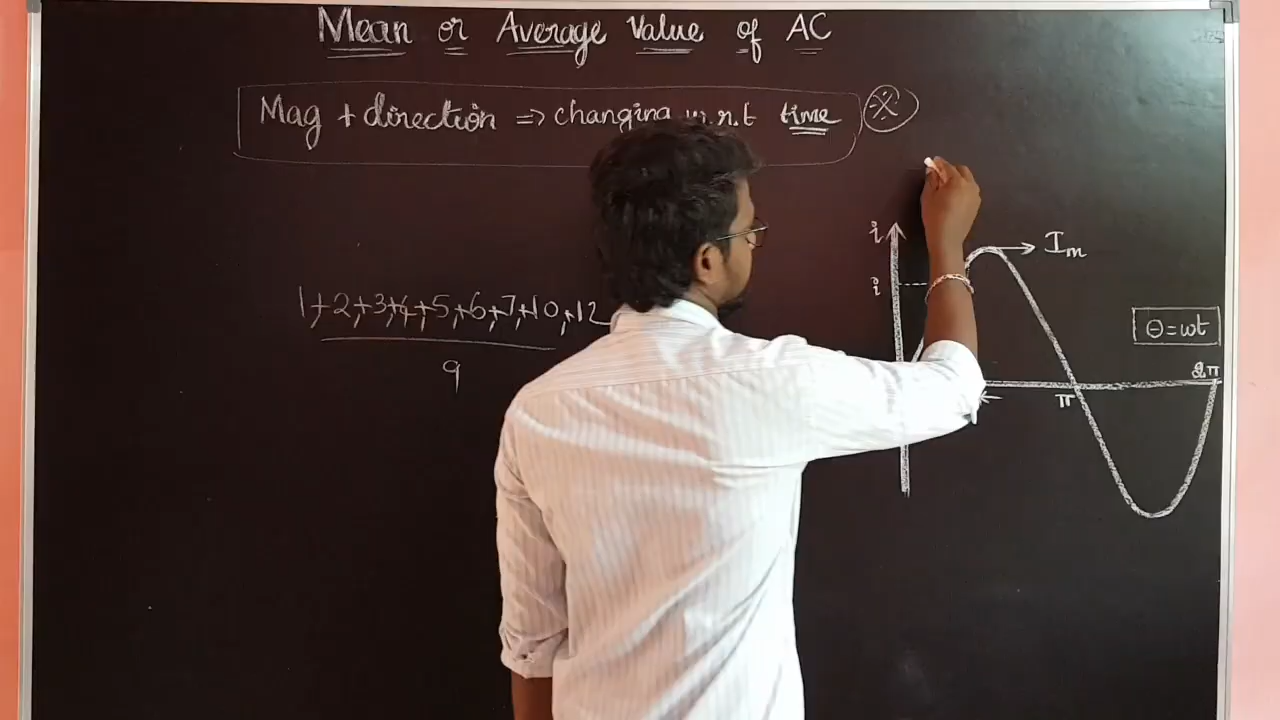 Mean or Average Value of AC
Mag + direction => changing w.r.t time
i
Im
i
1+2+3+4+5+6+7+10+12
9
θ=ωt
2π
π